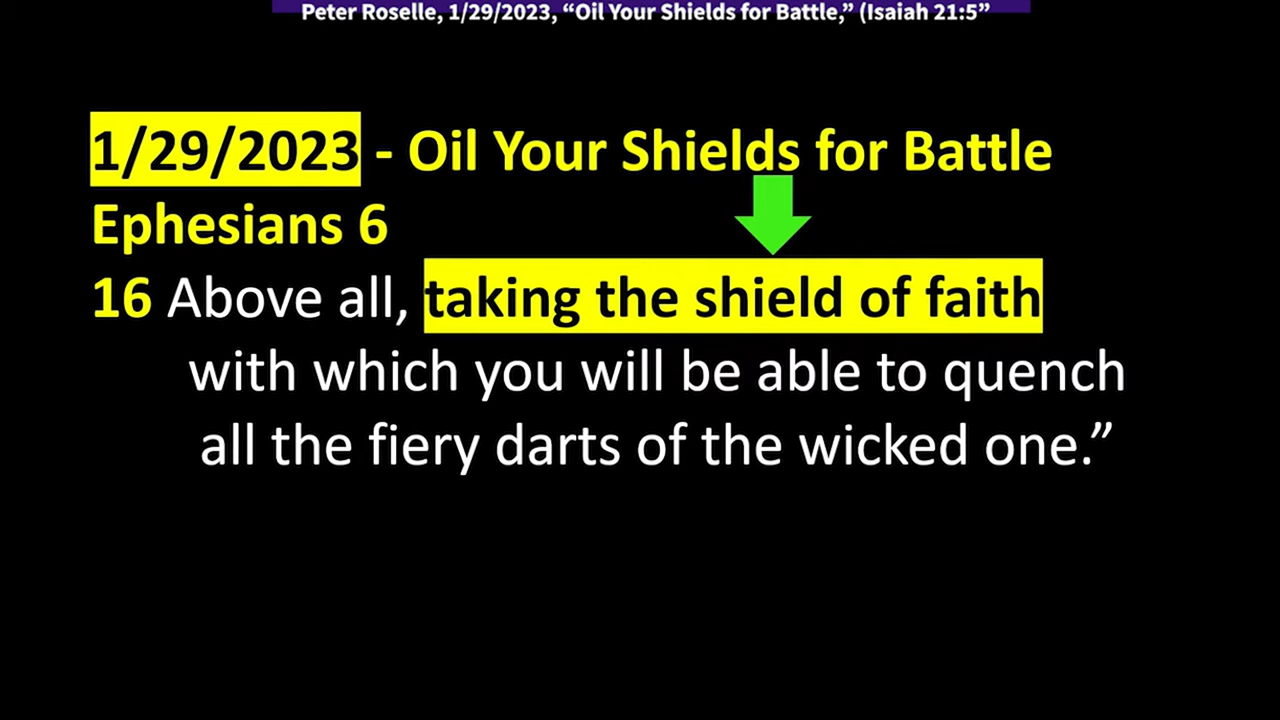 Peter Roselle, 1/29/2023, “Oil Your Shields for Battle,” (Isaiah 21:5”
1/29/2023 - Oil Your Shields for Battle
Ephesians 6
16 Above all, taking the shield of faith
with which you will be able to quench
all the fiery darts of the wicked one.”